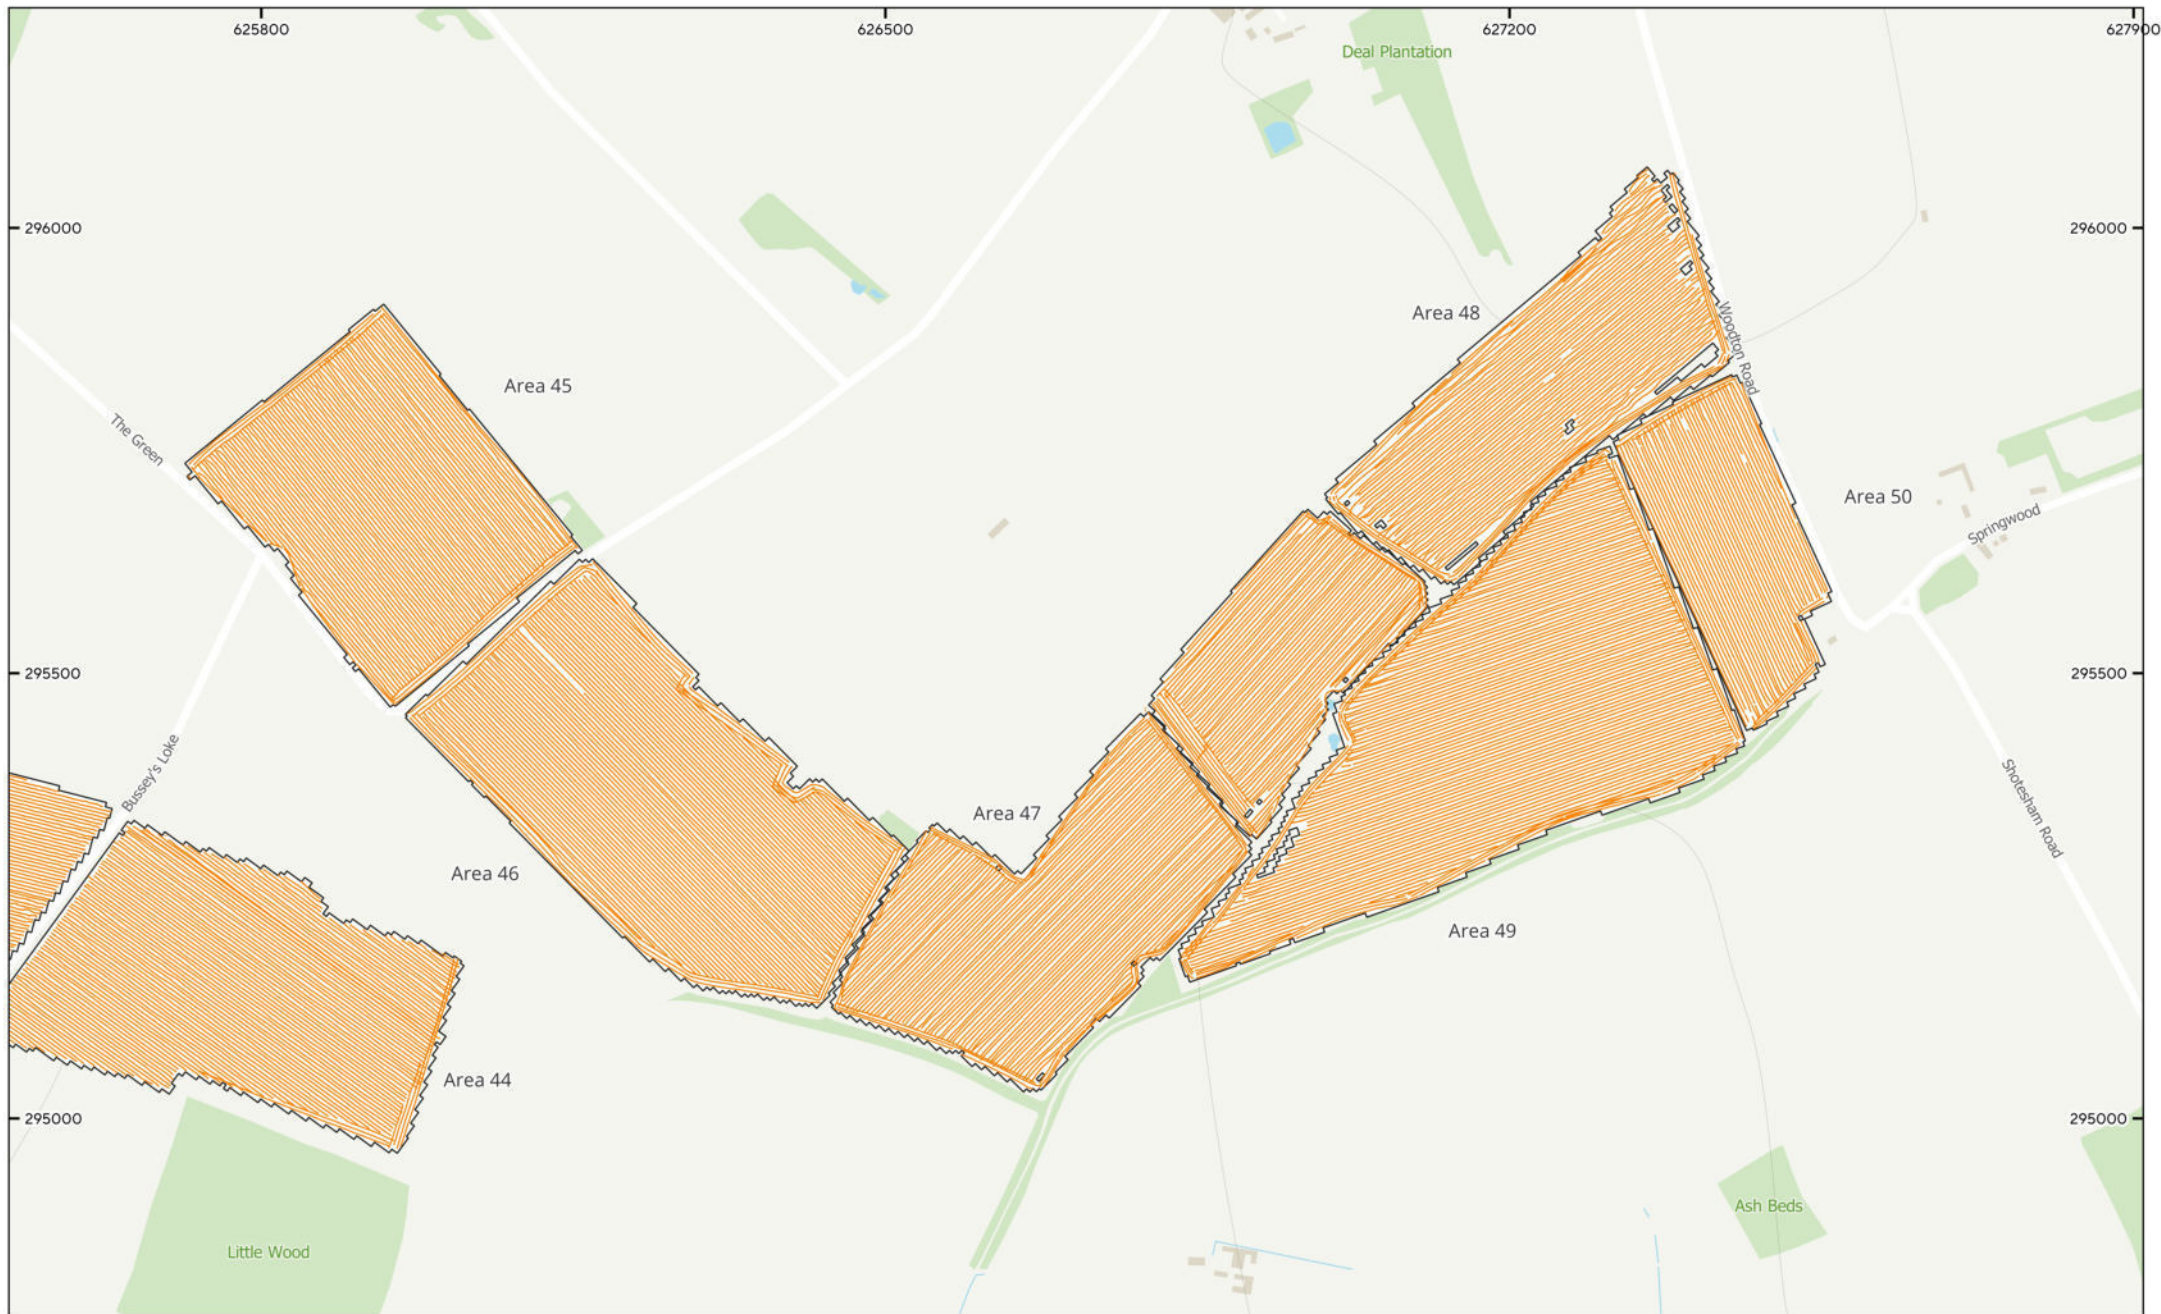 625800
626500
627200
627900
Deal Plantation
296000
296000
Area 48
Woodton Road
Area 45
The Green
Area 50
Springwood
295500
295500
Bussey's Loke
Area 47
Shotesham Road
Area 46
Area 49
Area 44
295000
295000
Ash Beds
Little Wood